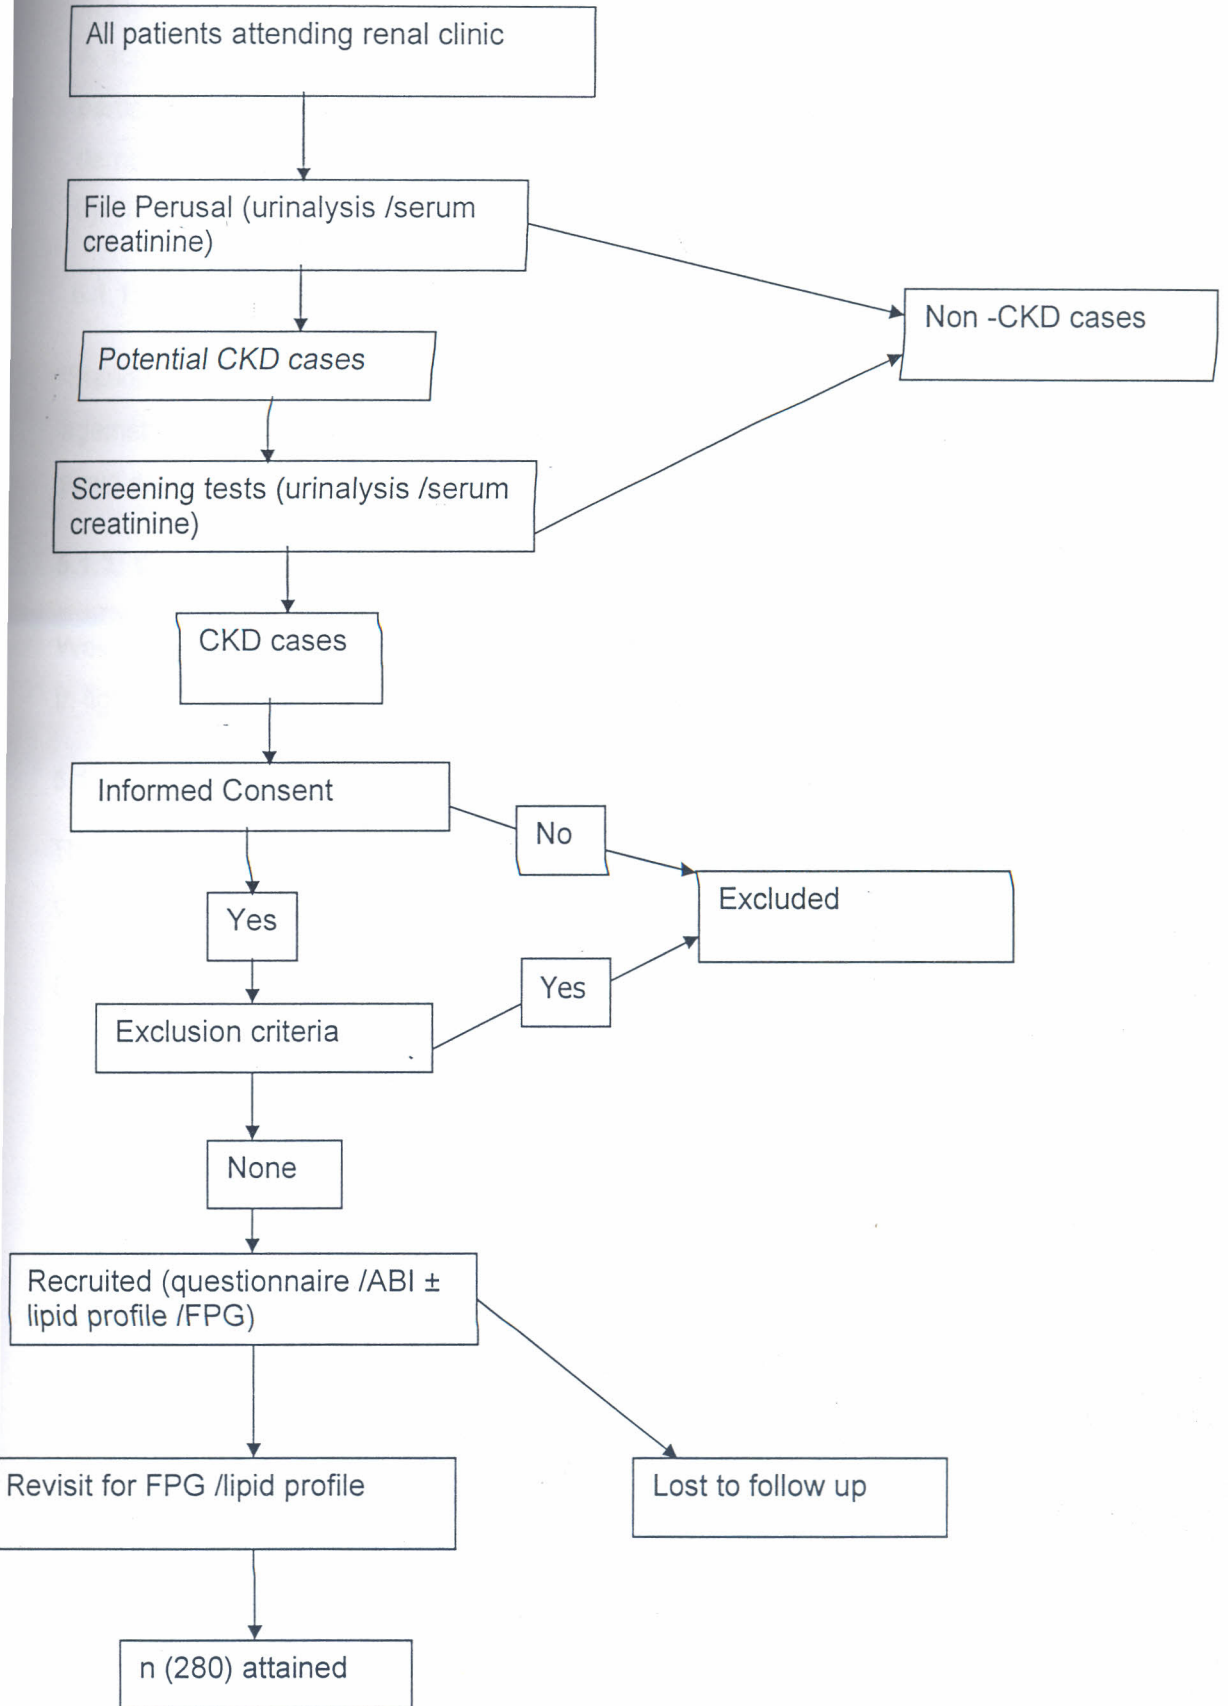 All patients attending renal clinic
File Perusal (urinalysis /serum
creatinine)
Non -CKD cases
Potential CKD cases
Screening tests (urinalysis /serum
creatinine)
CKD cases
Informed Consent
No
Excluded
Yes
Yes
Exclusion criteria
None
Recruited (questionnaire /ABI ±
lipid profile /FPG)
Revisit for FPG /lipid profile
Lost to follow up
n (280) attained